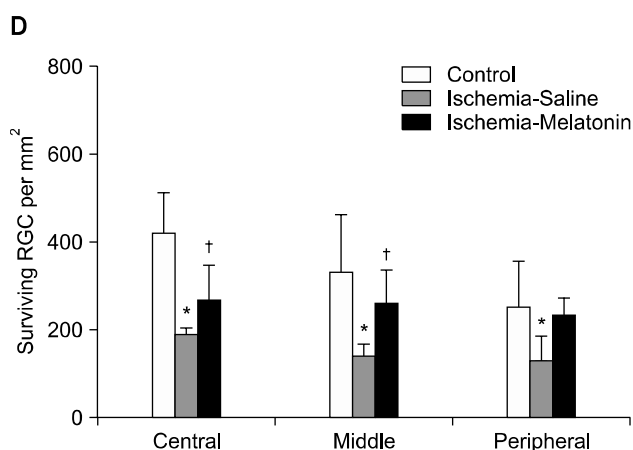 D
800
600
400
200
0
Surviving RGC per mm²
Control
Ischemia-Saline
Ischemia-Melatonin
*
†
*
†
*
Central
Middle
Peripheral